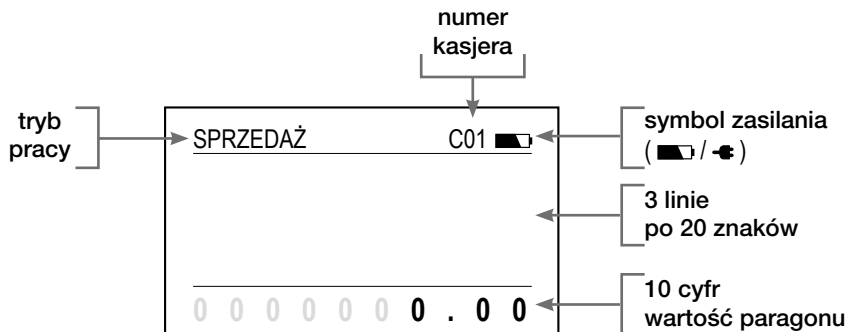 numer
kasjera
tryb
pracy
SPRZEDAŻ C01
symbol zasilania
( / )
3 linie
po 20 znaków
0 0 0 0 0 0 0 . 0 0
10 cyfr
wartość paragonu